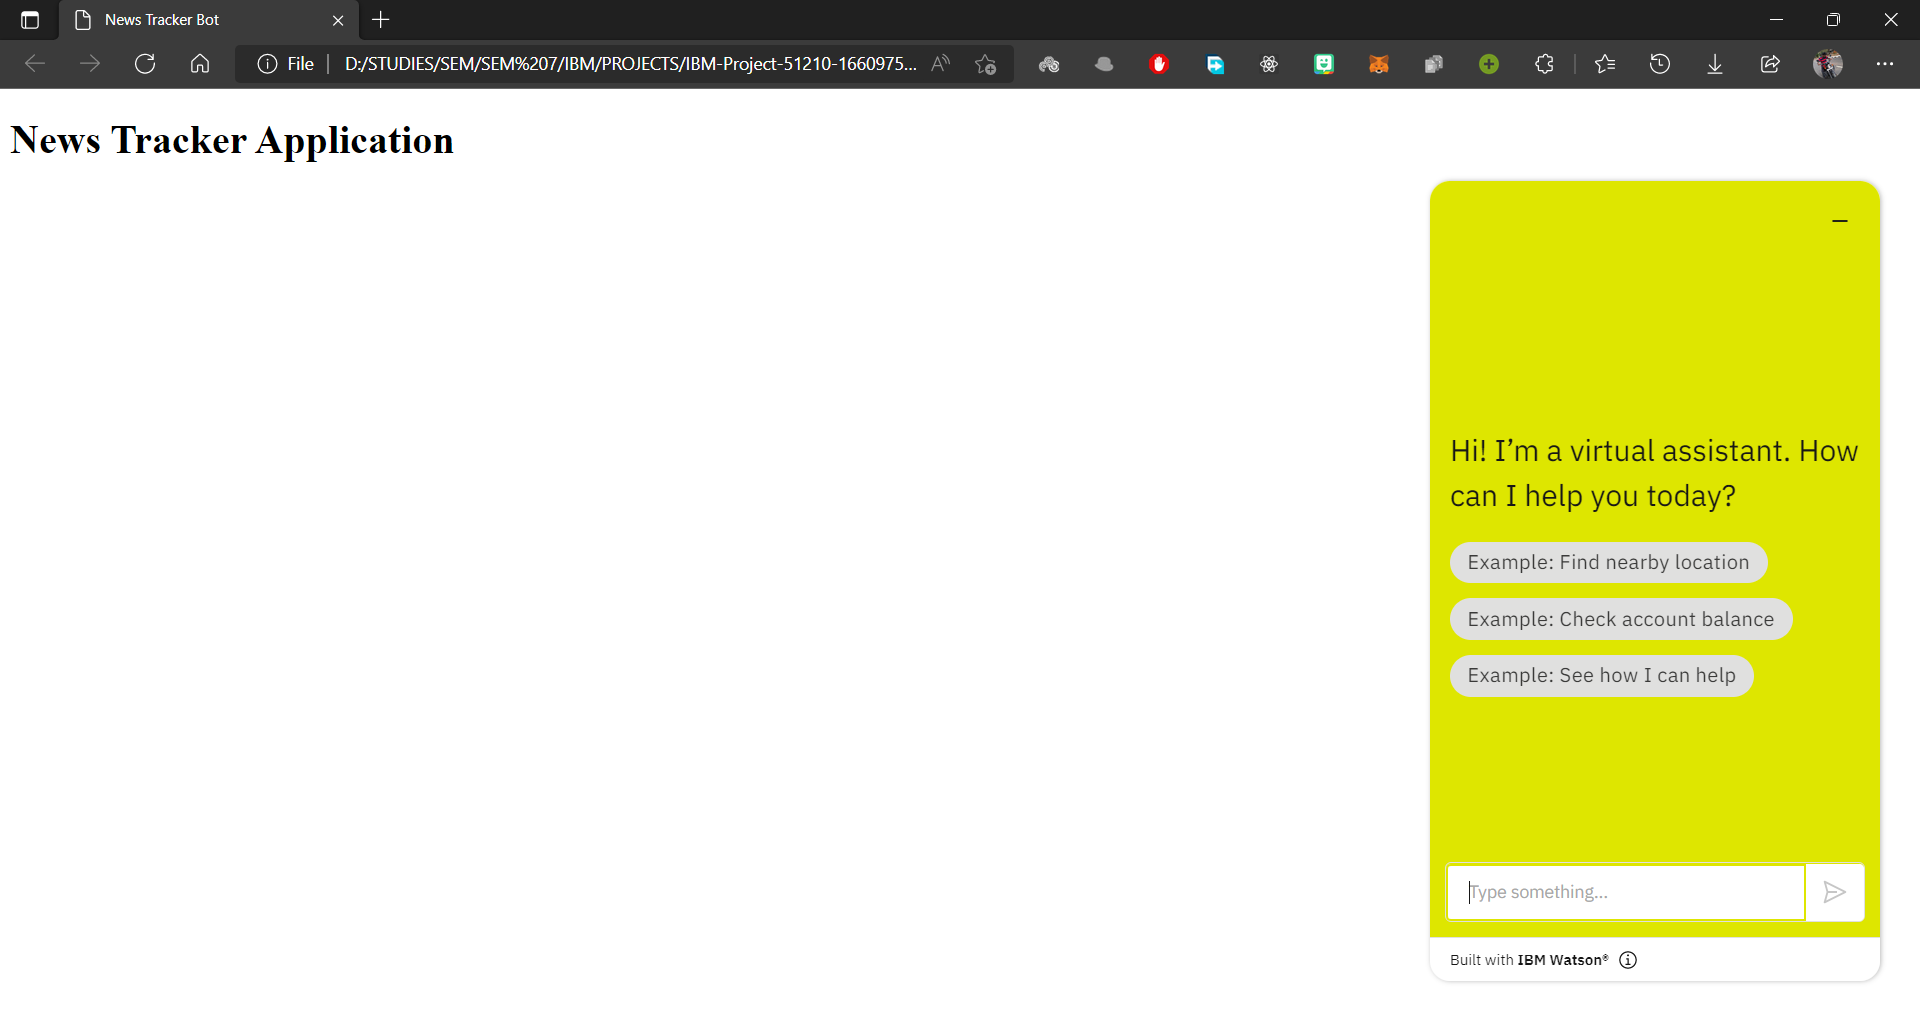 News Tracker Bot
File
D:/STUDIES/SEM/SEM%207/IBM/PROJECTS/IBM-Project-51210-1660975...
News Tracker Application
Hi! I’m a virtual assistant. How
can I help you today?
Example: Find nearby location
Example: Check account balance
Example: See how I can help
Type something...
Built with IBM Watson®